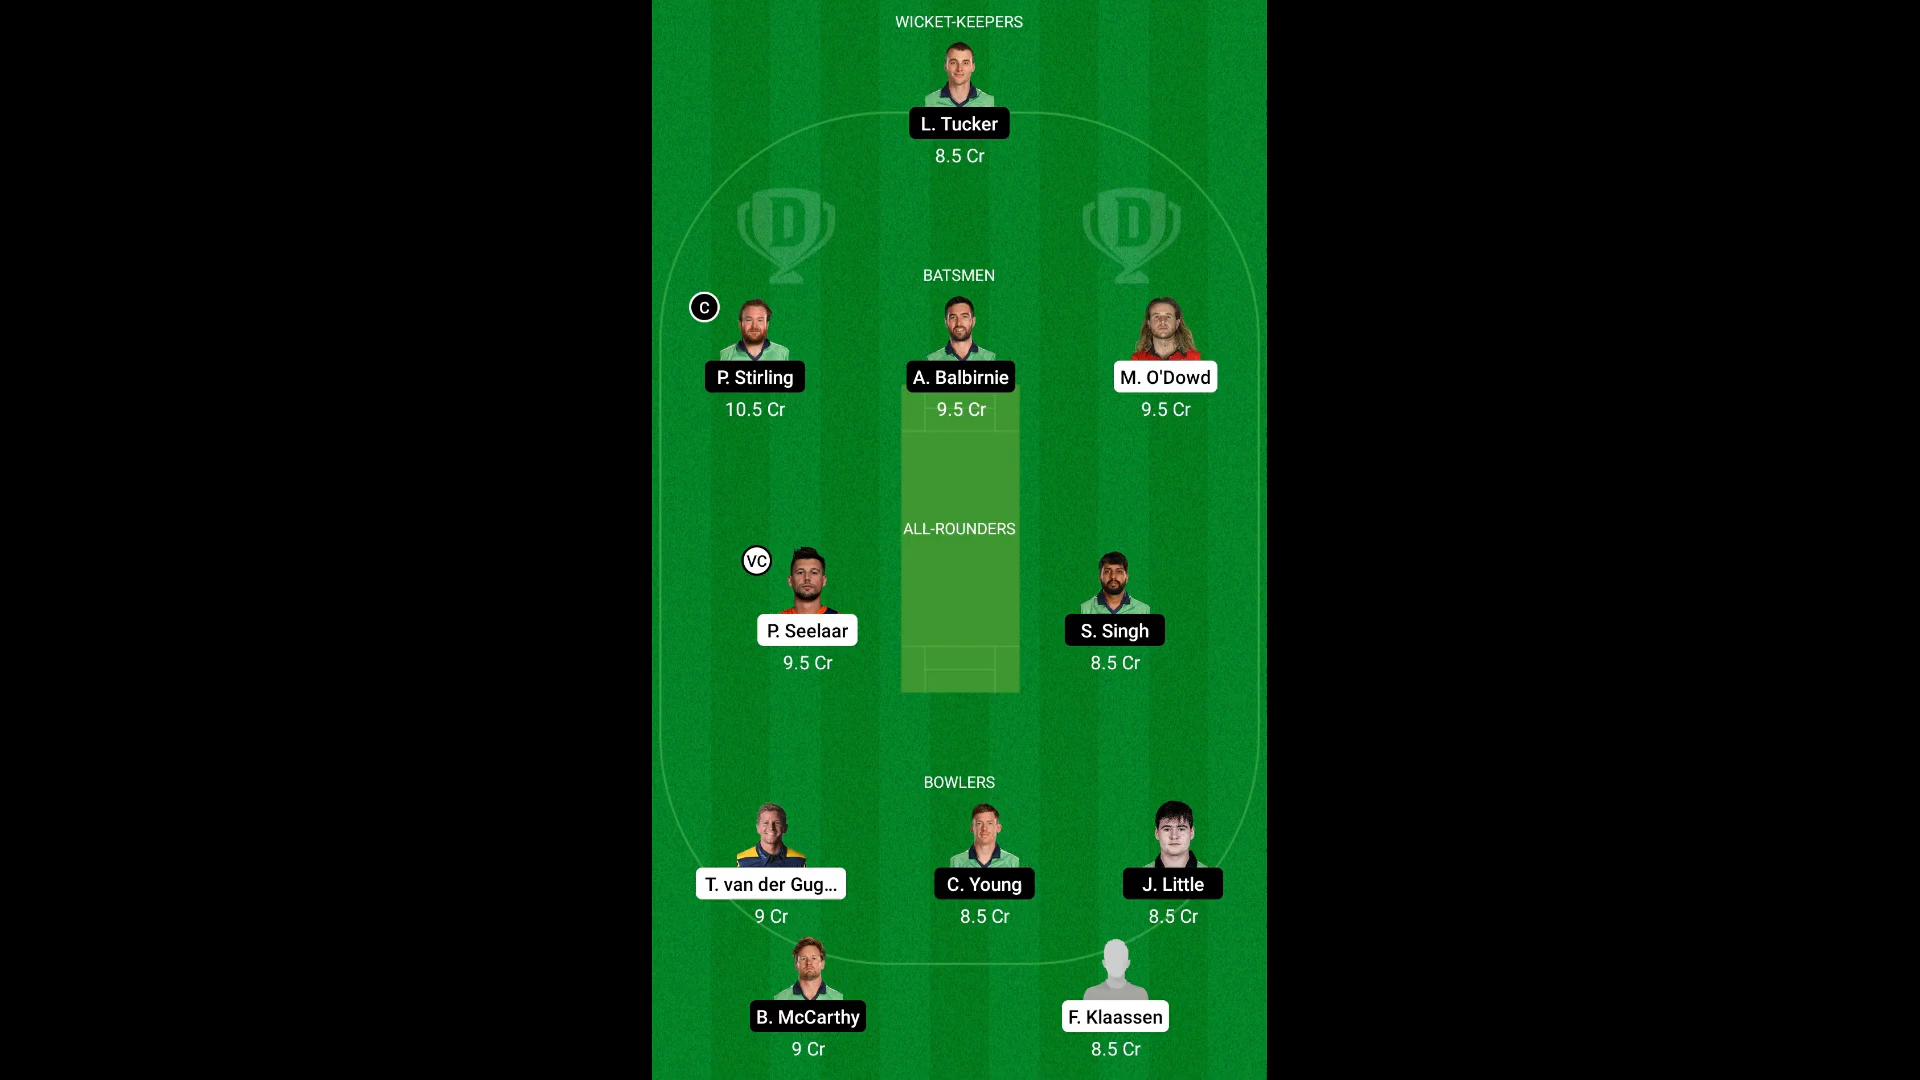 WICKET-KEEPERS
L. Tucker
8.5 Cr
D D
BATSMEN
C
P. Stirling A. Balbirnie M. O'Dowd
10.5 Cr 9.5 Cr 9.5 Cr
ALL-ROUNDERS
VC
P. Seelaar S. Singh
9.5 Cr 8.5 Cr
BOWLERS
T. van der Gug... C. Young J. Little
9 Cr 8.5 Cr 8.5 Cr
B. McCarthy F. Klaassen
9 Cr 8.5 Cr